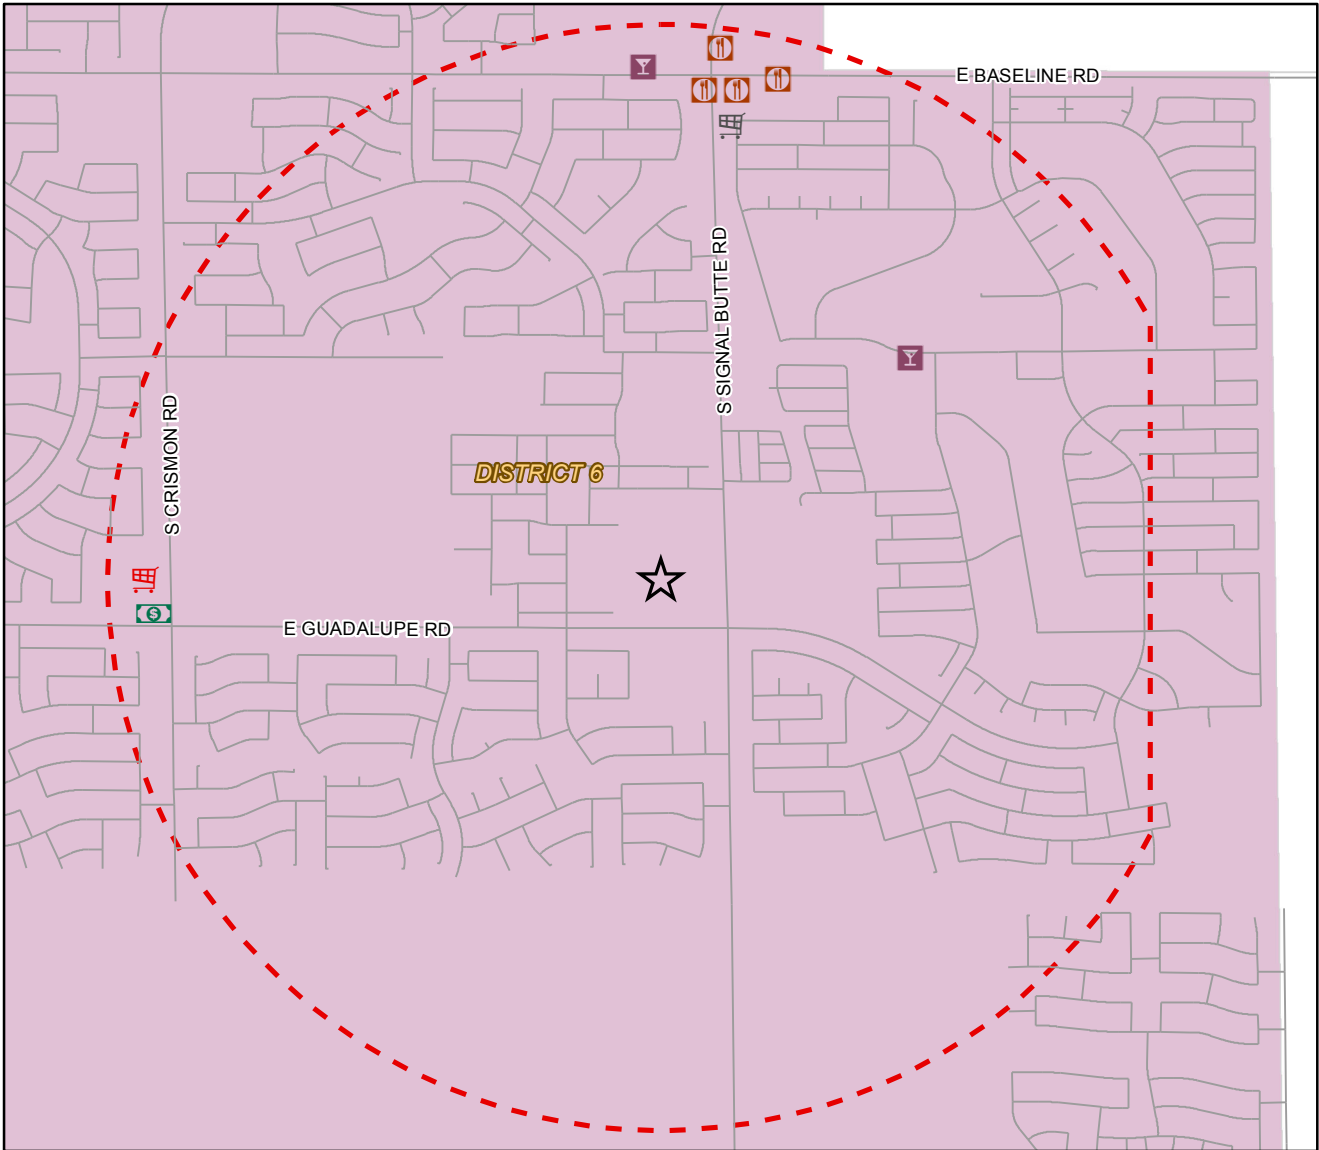 E BASELINE RD
S SIGNAL BUTTE RD
S CRISMON RD
DISTRICT 6
$
E GUADALUPE RD